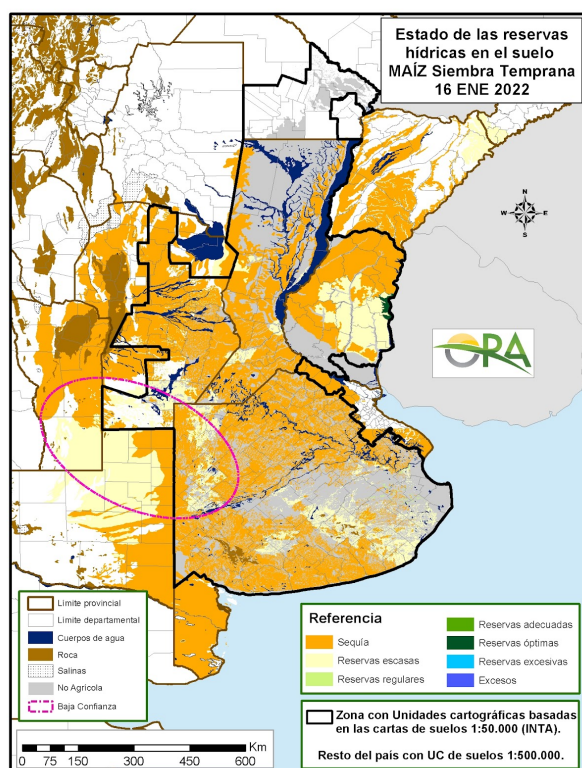 Estado de las reservas
hídricas en el suelo
MAÍZ Siembra Temprana
16 ENE 2022
N
W
E
S
ORA
Límite provincial
Límite departamental
Cuerpos de agua
Roca
Salinas
No Agrícola
Baja Confianza
Referencia
Sequía
Reservas escasas
Reservas regulares
Reservas adecuadas
Reservas óptimas
Reservas excesivas
Excesos
Zona con Unidades cartográficas basadas
en las cartas de suelos 1:50.000 (INTA).
Resto del país con UC de suelos 1:500.000.
0 75 150 300 450 600 Km